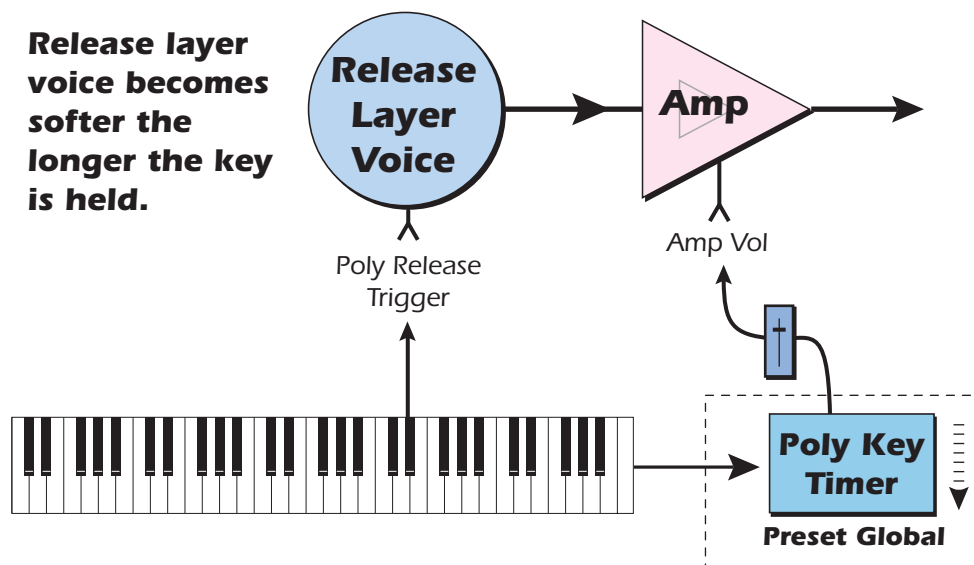 Release layer
voice becomes
softer the
longer the key
is held.
Release
Layer
Voice
Amp
Poly Release
Trigger
Amp Vol
Poly Key
Timer
Preset Global